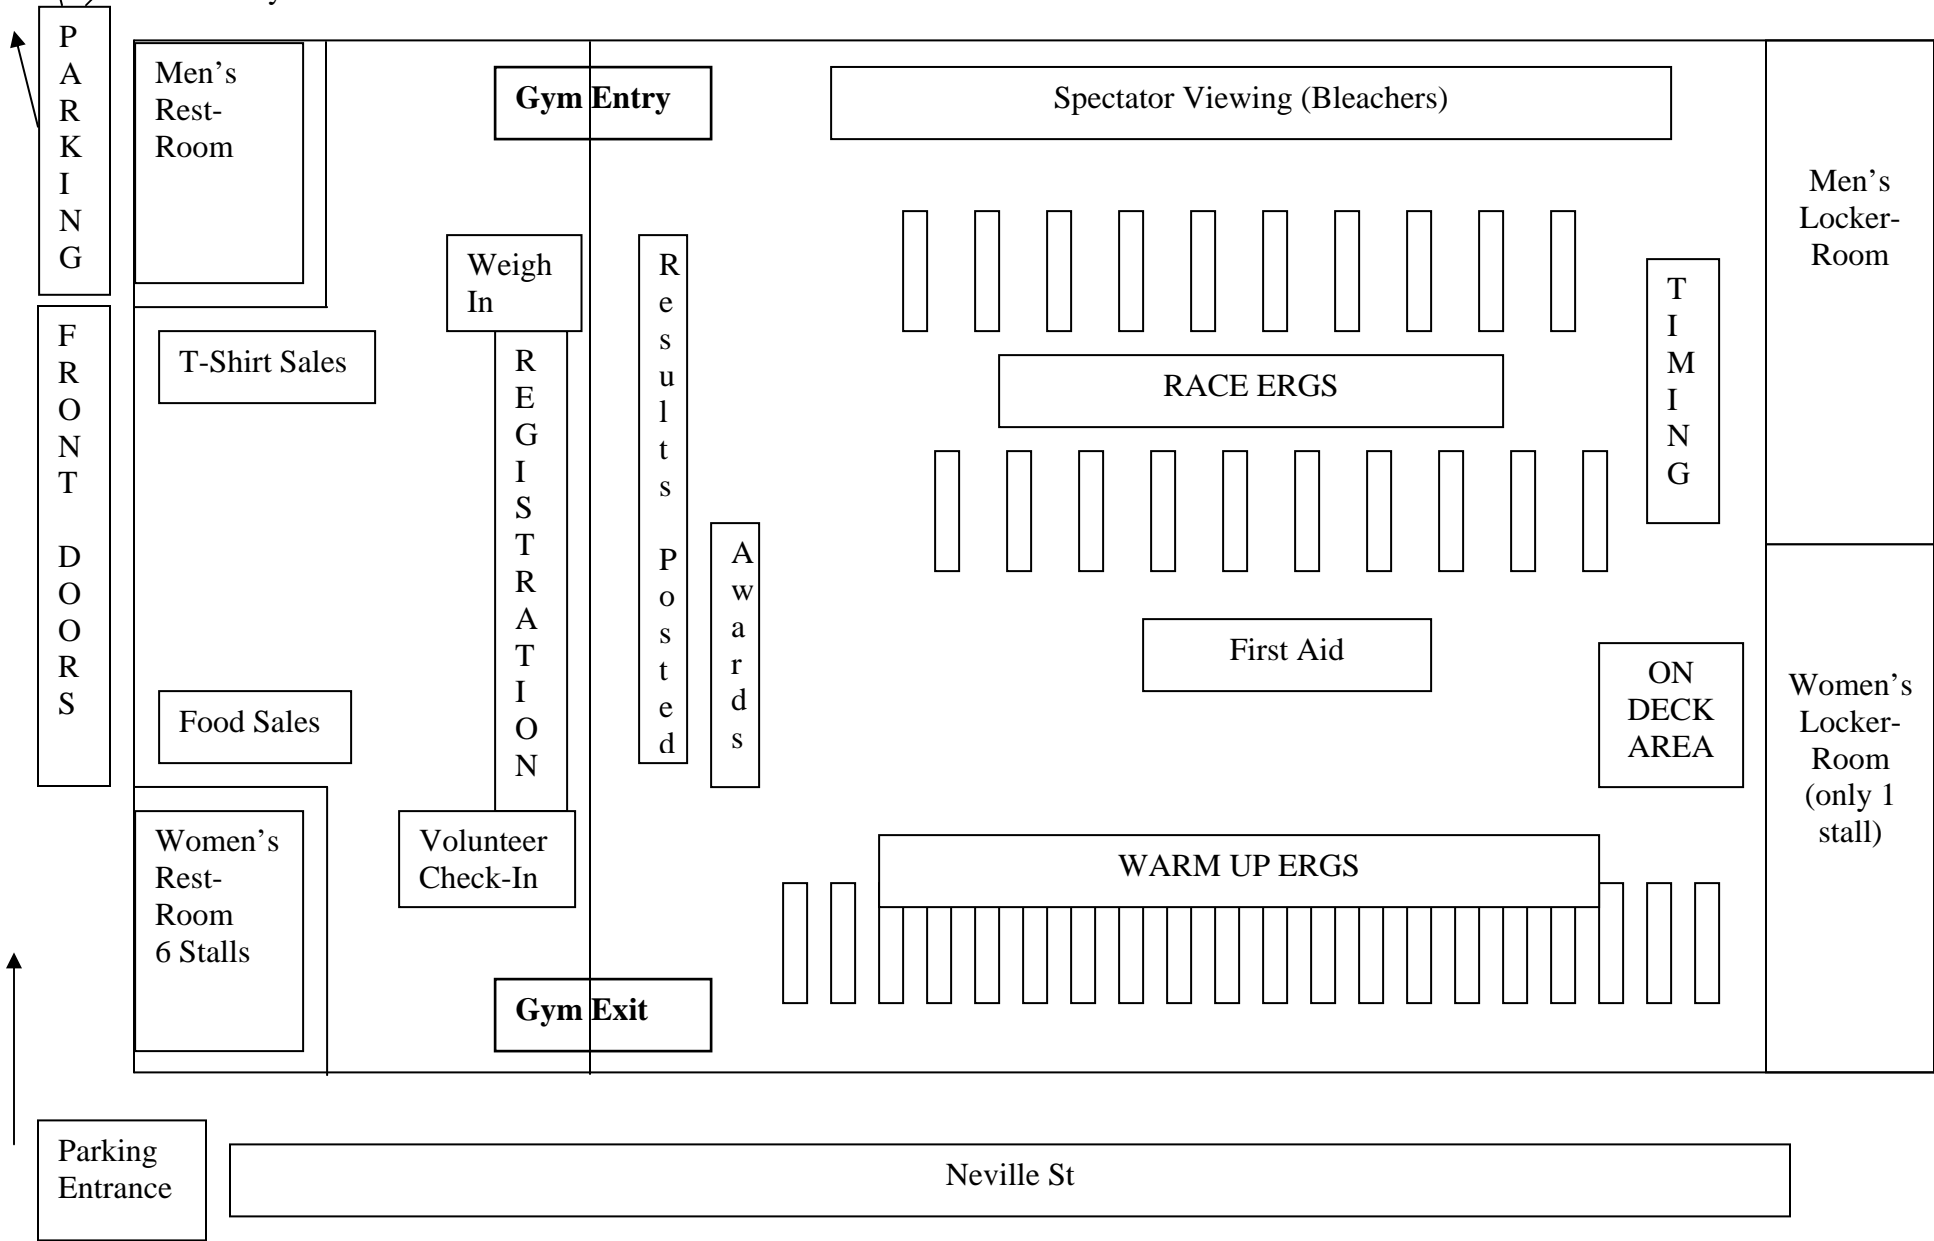 PARKING
Men's
Rest-
Room
Gym Entry
Spectator Viewing (Bleachers)
Men's
Locker-
Room
Weigh
In
Results Posted
TIMING
FRONT DOORS
T-Shirt Sales
REGISTRATION
RACE ERGS
Awards
First Aid
ON
DECK
AREA
Women's
Locker-
Room
(only 1
stall)
Food Sales
Women's
Rest-
Room
6 Stalls
Volunteer
Check-In
WARM UP ERGS
Gym Exit
Parking
Entrance
Neville St